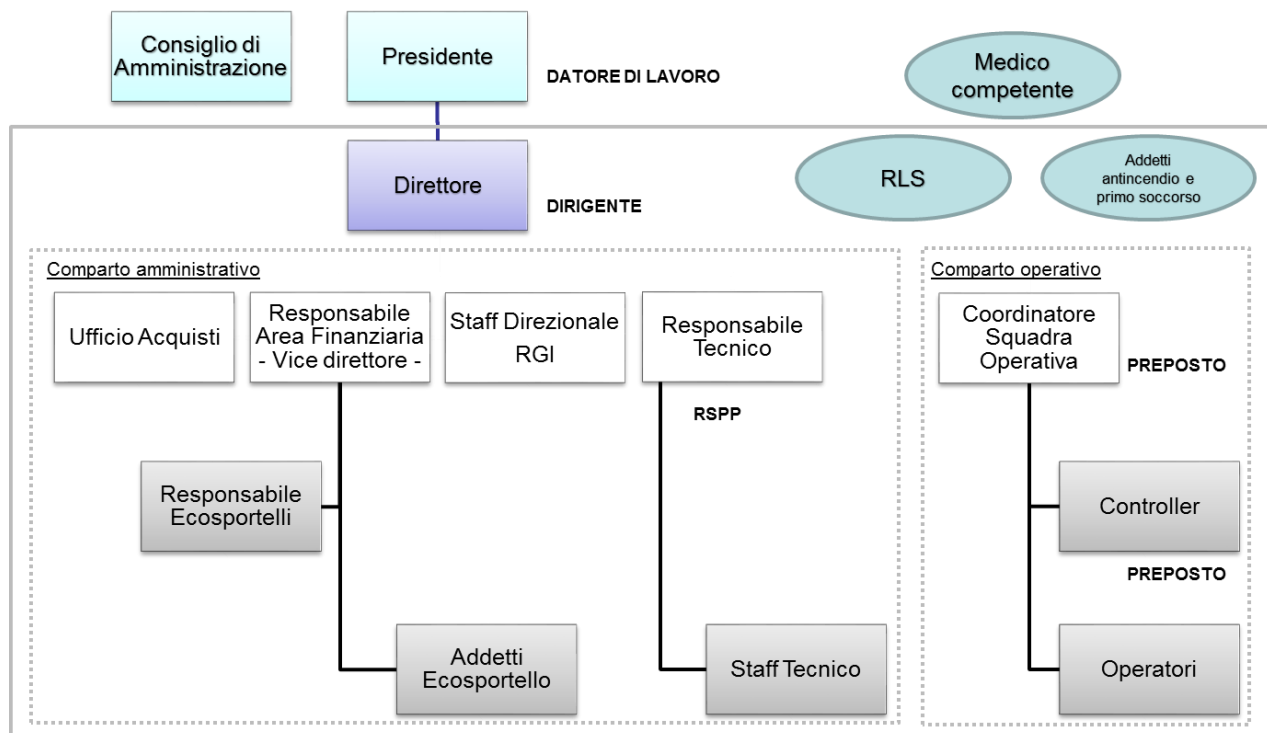 Consiglio di
Amministrazione
Presidente
DATORE DI LAVORO
Medico
competente
Direttore
DIRIGENTE
RLS
Addetti
antincendio e
primo soccorso
Comparto amministrativo
Ufficio Acquisti
Responsabile
Area Finanziaria
- Vice direttore -
Staff Direzionale
RGI
Responsabile
Tecnico
RSPP
Responsabile
Ecosportelli
Addetti
Ecosportello
Staff Tecnico
Comparto operativo
Coordinatore
Squadra
Operativa
PREPOSTO
Controller
PREPOSTO
Operatori